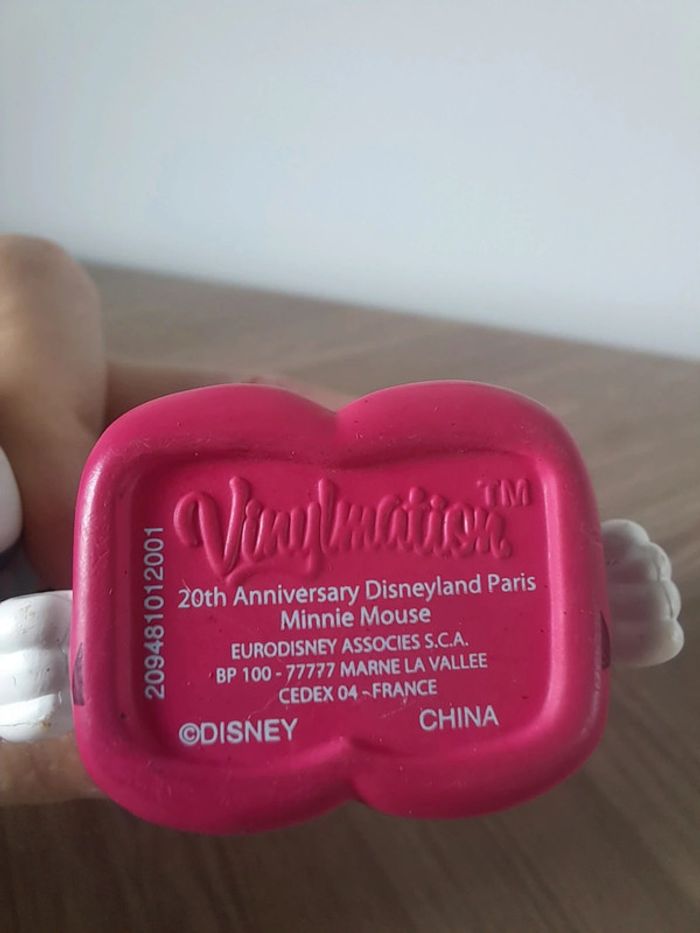 Vinylmation™
20th Anniversary Disneyland Paris
Minnie Mouse
EURODISNEY ASSOCIES S.C.A.
BP 100 - 77777 MARNE LA VALLEE
CEDEX 04 - FRANCE
©DISNEY CHINA
209481012001